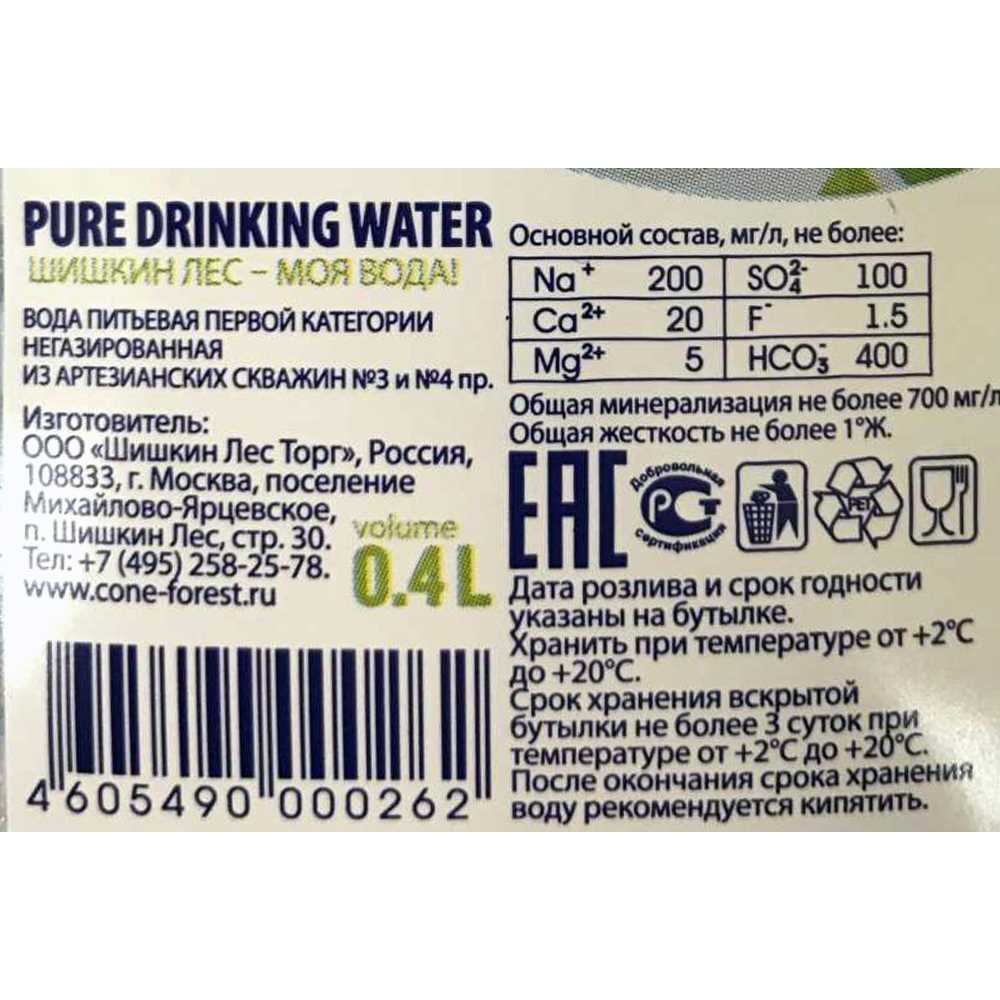 PURE DRINKING WATER
ШИШКИН ЛЕС – МОЯ ВОДА!
ВОДА ПИТЬЕВАЯ ПЕРВОЙ КАТЕГОРИИ
НЕГАЗИРОВАННАЯ
ИЗ АРТЕЗИАНСКИХ СКВАЖИН №3 и №4 пр.
Изготовитель:
ООО «Шишкин Лес Торг», Россия,
108833, г. Москва, поселение
Михайлово-Ярцевское,
п. Шишкин Лес, стр. 30.
Тел: +7 (495) 258-25-78.
www.cone-forest.ru
volume
0.4 L
4 605490 000262
Основной состав, мг/л, не более:
Na⁺ 200 SO₄²⁻ 100
Ca²⁺ 20 F⁻ 1.5
Mg²⁺ 5 HCO₃⁻ 400
Общая минерализация не более 700 мг/л
Общая жесткость не более 1°Ж.
EAC
Добровольная
РСТ
сертификация
PET
Дата розлива и срок годности
указаны на бутылке.
Хранить при температуре от +2°C
до +20°C.
Срок хранения вскрытой
бутылки не более 3 суток при
температуре от +2°C до +20°C.
После окончания срока хранения
воду рекомендуется кипятить.